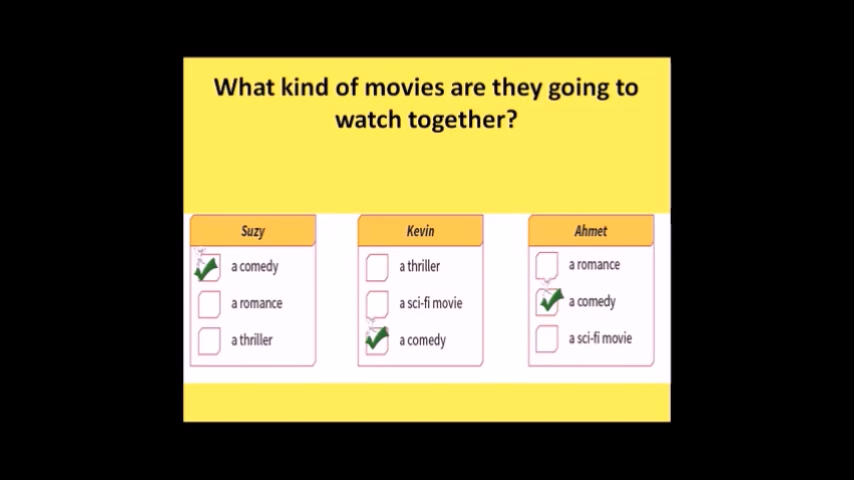 What kind of movies are they going to
watch together?
Suzy
a comedy
a romance
a thriller
Kevin
a thriller
a sci-fi movie
a comedy
Ahmet
a romance
a comedy
a sci-fi movie